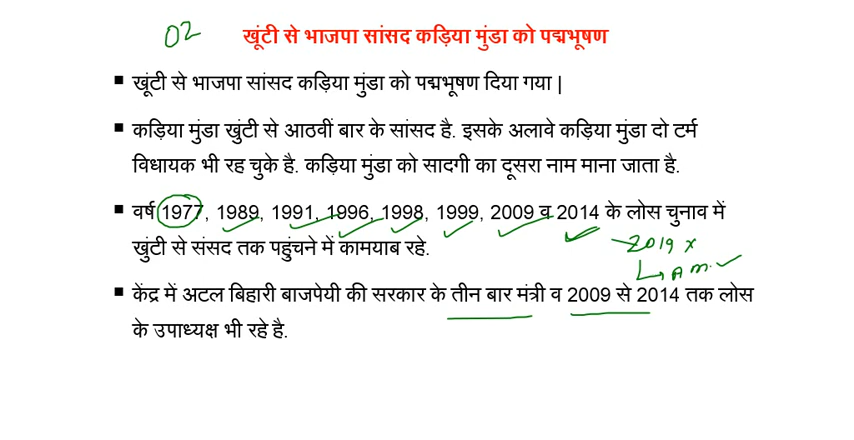 02 खूंटी से भाजपा सांसद कड़िया मुंडा को पद्मभूषण
▪ खूंटी से भाजपा सांसद कड़िया मुंडा को पद्मभूषण दिया गया |
▪ कड़िया मुंडा खुंटी से आठवीं बार के सांसद है. इसके अलावे कड़िया मुंडा दो टर्म
विधायक भी रह चुके है. कड़िया मुंडा को सादगी का दूसरा नाम माना जाता है.
▪ वर्ष 1977, 1989, 1991, 1996, 1998, 1999, 2009 व 2014 के लोस चुनाव में
खुंटी से संसद तक पहुंचने में कामयाब रहे.
2019 x
A m.
▪ केंद्र में अटल बिहारी बाजपेयी की सरकार के तीन बार मंत्री व 2009 से 2014 तक लोस
के उपाध्यक्ष भी रहे है.